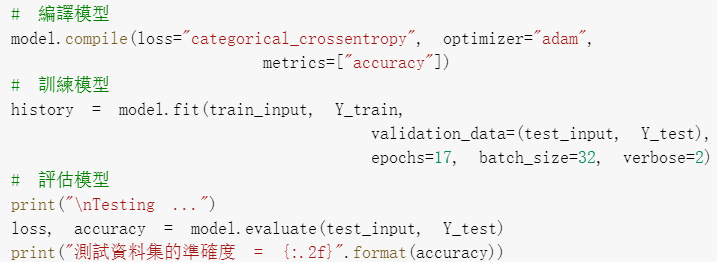 # 編譯模型
model.compile(loss="categorical_crossentropy", optimizer="adam",
metrics=["accuracy"])
# 訓練模型
history = model.fit(train_input, Y_train,
validation_data=(test_input, Y_test),
epochs=17, batch_size=32, verbose=2)
# 評估模型
print("\nTesting ...")
loss, accuracy = model.evaluate(test_input, Y_test)
print("測試資料集的準確度 = {:.2f}".format(accuracy))